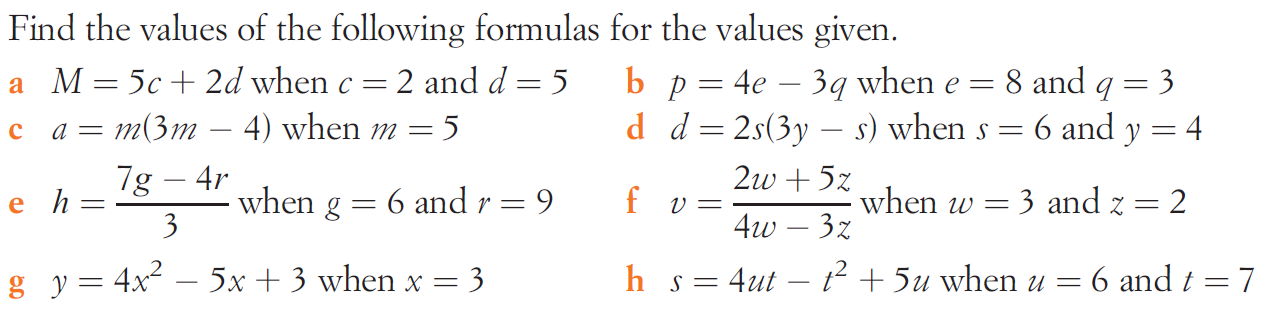 Find the values of the following formulas for the values given.
a M = 5c + 2d when c = 2 and d = 5
b p = 4e − 3q when e = 8 and q = 3
c a = m(3m − 4) when m = 5
d d = 2s(3y − s) when s = 6 and y = 4
e h = (7g − 4r)/3 when g = 6 and r = 9
f v = (2w + 5z)/(4w − 3z) when w = 3 and z = 2
g y = 4x² − 5x + 3 when x = 3
h s = 4ut − t² + 5u when u = 6 and t = 7